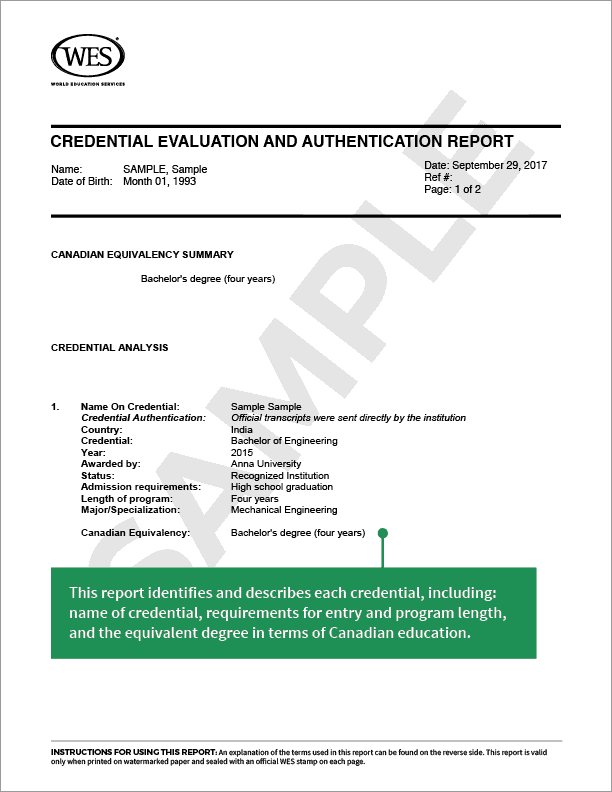 WES
WORLD EDUCATION SERVICES
CREDENTIAL EVALUATION AND AUTHENTICATION REPORT
Name: SAMPLE, Sample
Date of Birth: Month 01, 1993
Date: September 29, 2017
Ref #:
Page: 1 of 2
CANADIAN EQUIVALENCY SUMMARY
Bachelor's degree (four years)
CREDENTIAL ANALYSIS
1. Name On Credential: Sample Sample
Credential Authentication: Official transcripts were sent directly by the institution
Country: India
Credential: Bachelor of Engineering
Year: 2015
Awarded by: Anna University
Status: Recognized Institution
Admission requirements: High school graduation
Length of program: Four years
Major/Specialization: Mechanical Engineering
Canadian Equivalency: Bachelor's degree (four years)
This report identifies and describes each credential, including:
name of credential, requirements for entry and program length,
and the equivalent degree in terms of Canadian education.
INSTRUCTIONS FOR USING THIS REPORT: An explanation of the terms used in this report can be found on the reverse side. This report is valid
only when printed on watermarked paper and sealed with an official WES stamp on each page.
SAMPLE